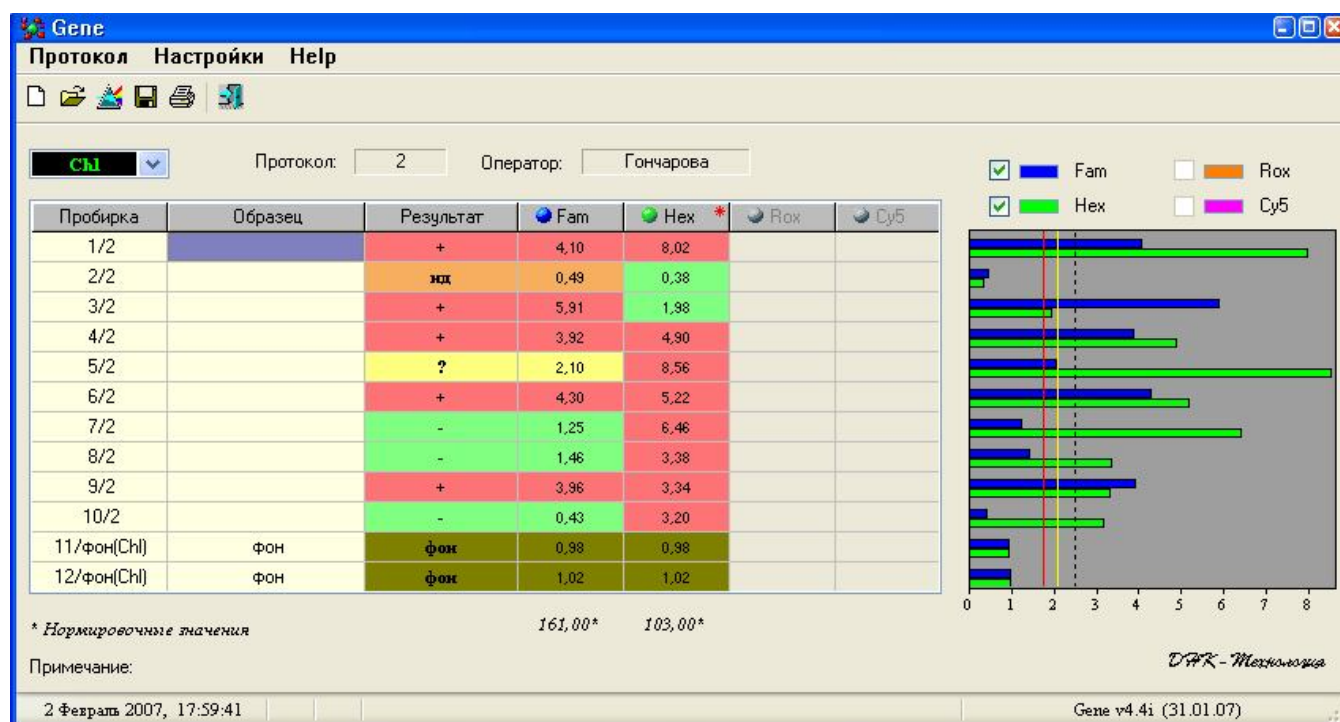 Gene
Протокол Настройки Help
Chl Протокол: 2 Оператор: Гончарова
Fam Rox
Hex Cy5
Пробирка Образец Результат Fam Hex * Rox Cy5
1/2 + 4,10 8,02
2/2 нд 0,49 0,38
3/2 + 5,91 1,98
4/2 + 3,92 4,90
5/2 ? 2,10 8,56
6/2 + 4,30 5,22
7/2 - 1,25 6,46
8/2 - 1,46 3,38
9/2 + 3,96 3,34
10/2 - 0,43 3,20
11/фон(Chl) фон фон 0,98 0,98
12/фон(Chl) фон фон 1,02 1,02
0 1 2 3 4 5 6 7 8
* Нормировочные значения 161,00* 103,00*
Примечание:
ДНК-Технология
2 Февраль 2007, 17:59:41 Gene v4.4i (31.01.07)